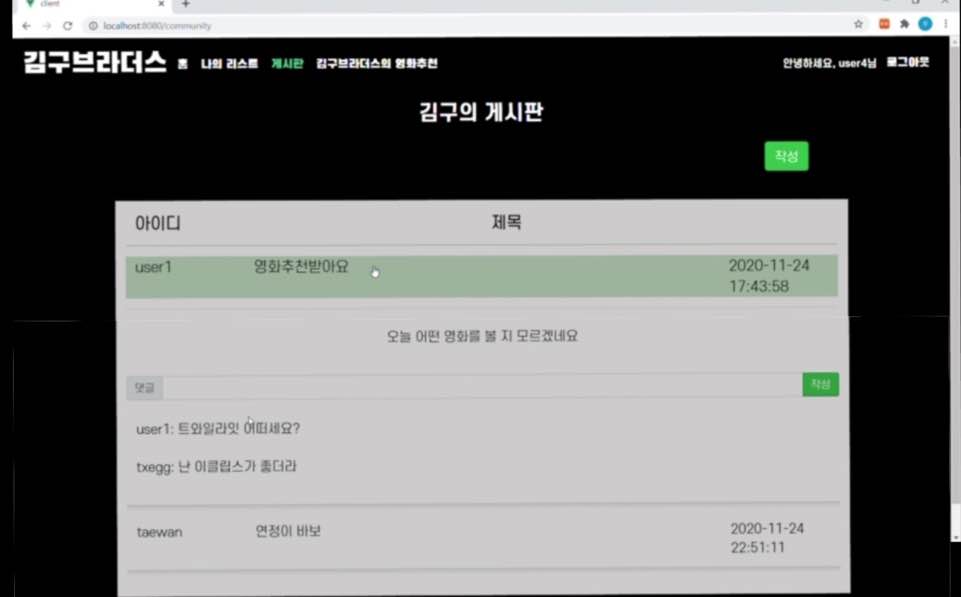 client
localhost:8080/community
김구브라더스 홈 나의 리스트 게시판 김구브라더스의 영화추천 안녕하세요, user4님 로그아웃
김구의 게시판
작성
아이디 제목
user1 영화추천받아요 2020-11-24
17:43:58
오늘 어떤 영화를 볼 지 모르겠네요
댓글 작성
user1: 트와일라잇 어떠세요?
txegg: 난 이클립스가 좋더라
taewan 연정이 바보 2020-11-24
22:51:11